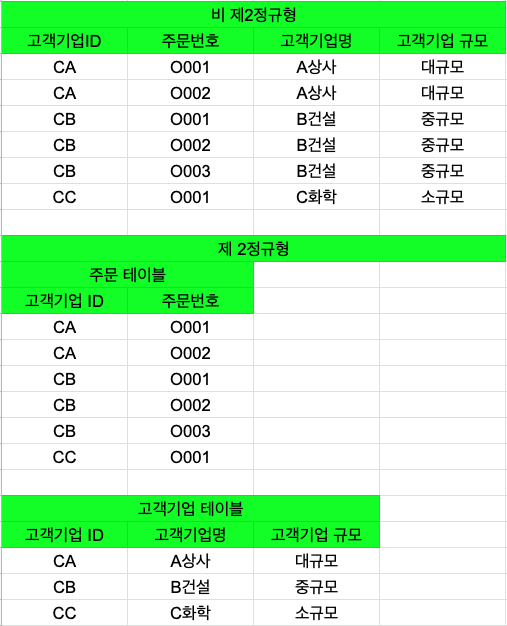 비 제2정규형
고객기업ID 주문번호 고객기업명 고객기업 규모
CA O001 A상사 대규모
CA O002 A상사 대규모
CB O001 B건설 중규모
CB O002 B건설 중규모
CB O003 B건설 중규모
CC O001 C화학 소규모
제 2정규형
주문 테이블
고객기업 ID 주문번호
CA O001
CA O002
CB O001
CB O002
CB O003
CC O001
고객기업 테이블
고객기업 ID 고객기업명 고객기업 규모
CA A상사 대규모
CB B건설 중규모
CC C화학 소규모